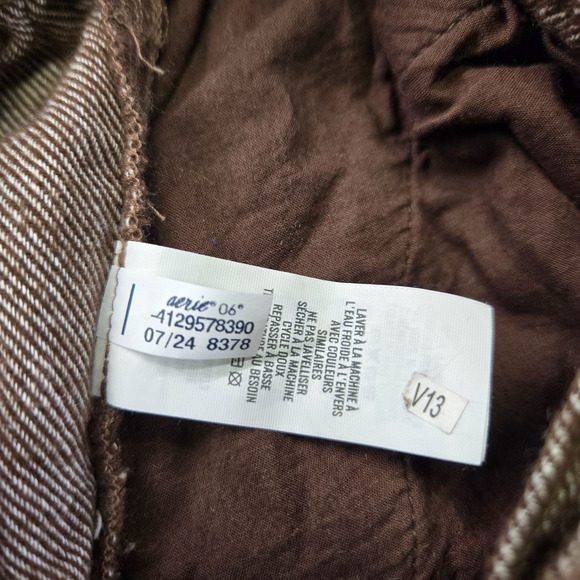 aerie® 06®
-4129578390
07/24 8378
LAVER À LA MACHINE À
L'EAU FROIDE À L'ENVERS
AVEC COULEURS
SIMILAIRES
NE PAS JAVELLISER
SÉCHER À LA MACHINE
CYCLE DOUX
REPASSER À BASSE
AU BESOIN
V13